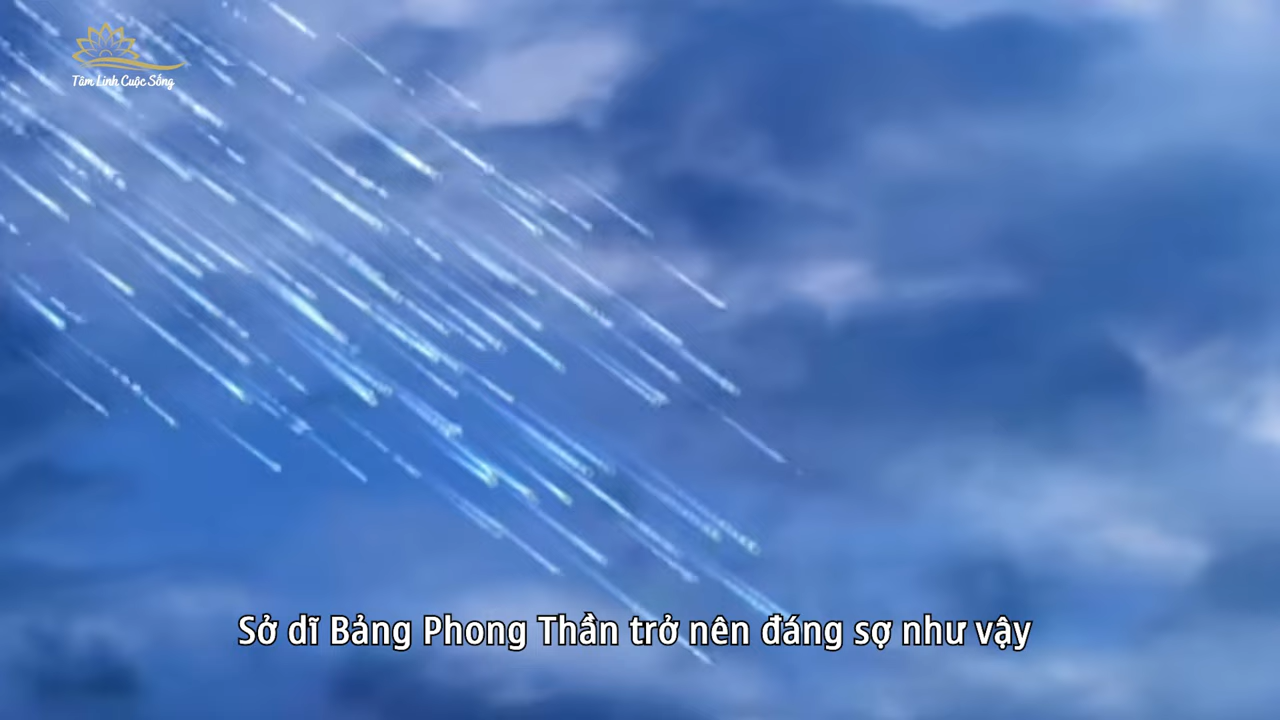 Tâm Linh Cuộc Sống
Sở dĩ Bảng Phong Thần trở nên đáng sợ như vậy